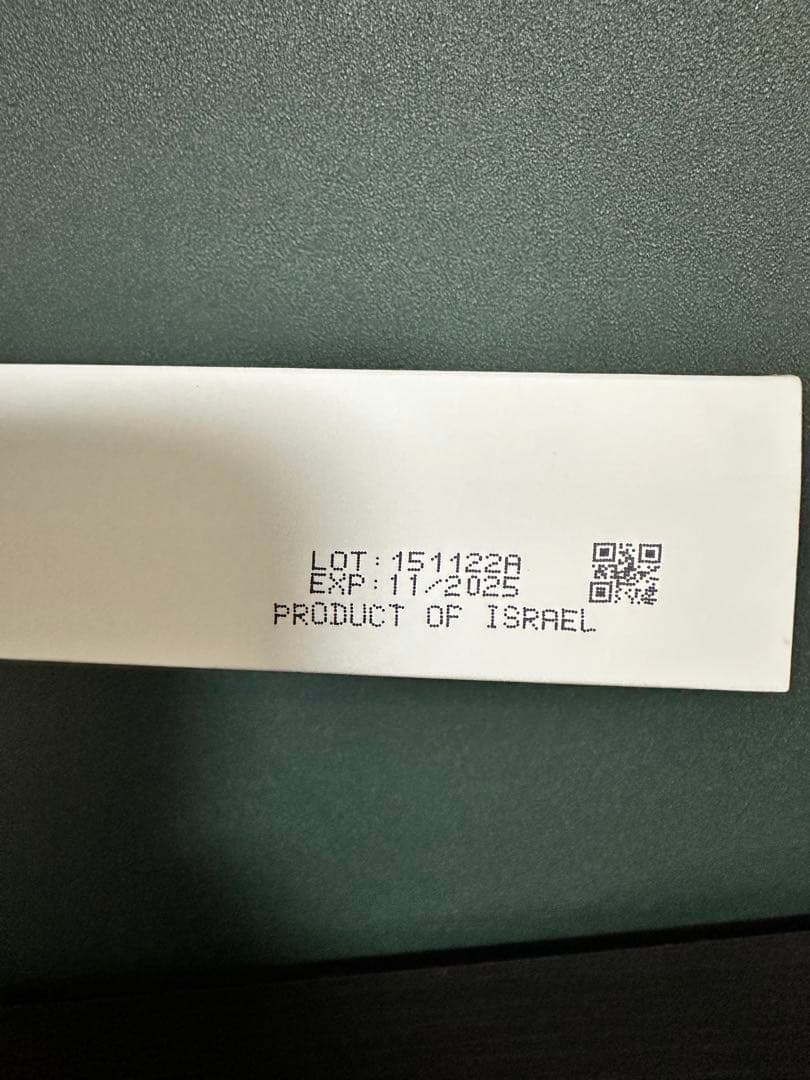 LOT:151122A
EXP:11/2025
PRODUCT OF ISRAEL